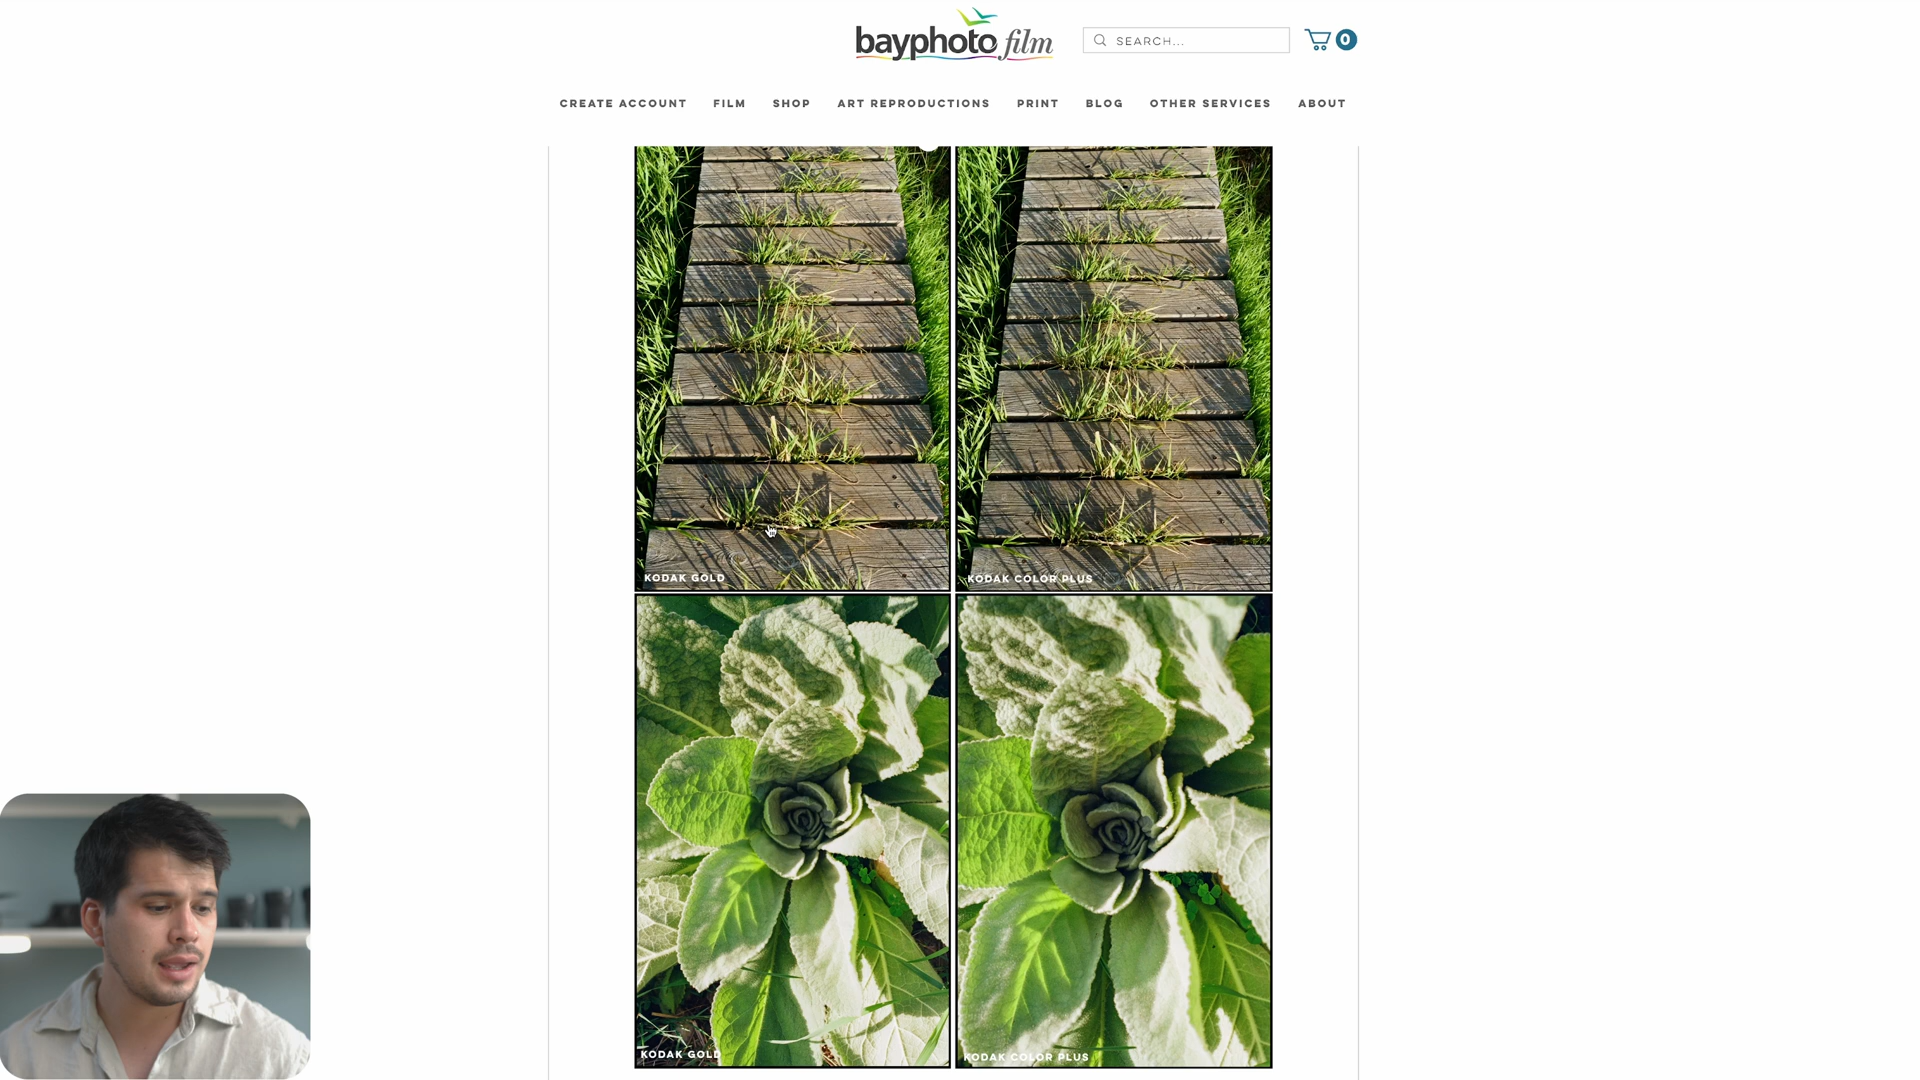 bayphoto film
SEARCH...
0
CREATE ACCOUNT FILM SHOP ART REPRODUCTIONS PRINT BLOG OTHER SERVICES ABOUT
KODAK GOLD
KODAK COLOR PLUS
KODAK GOLD
KODAK COLOR PLUS